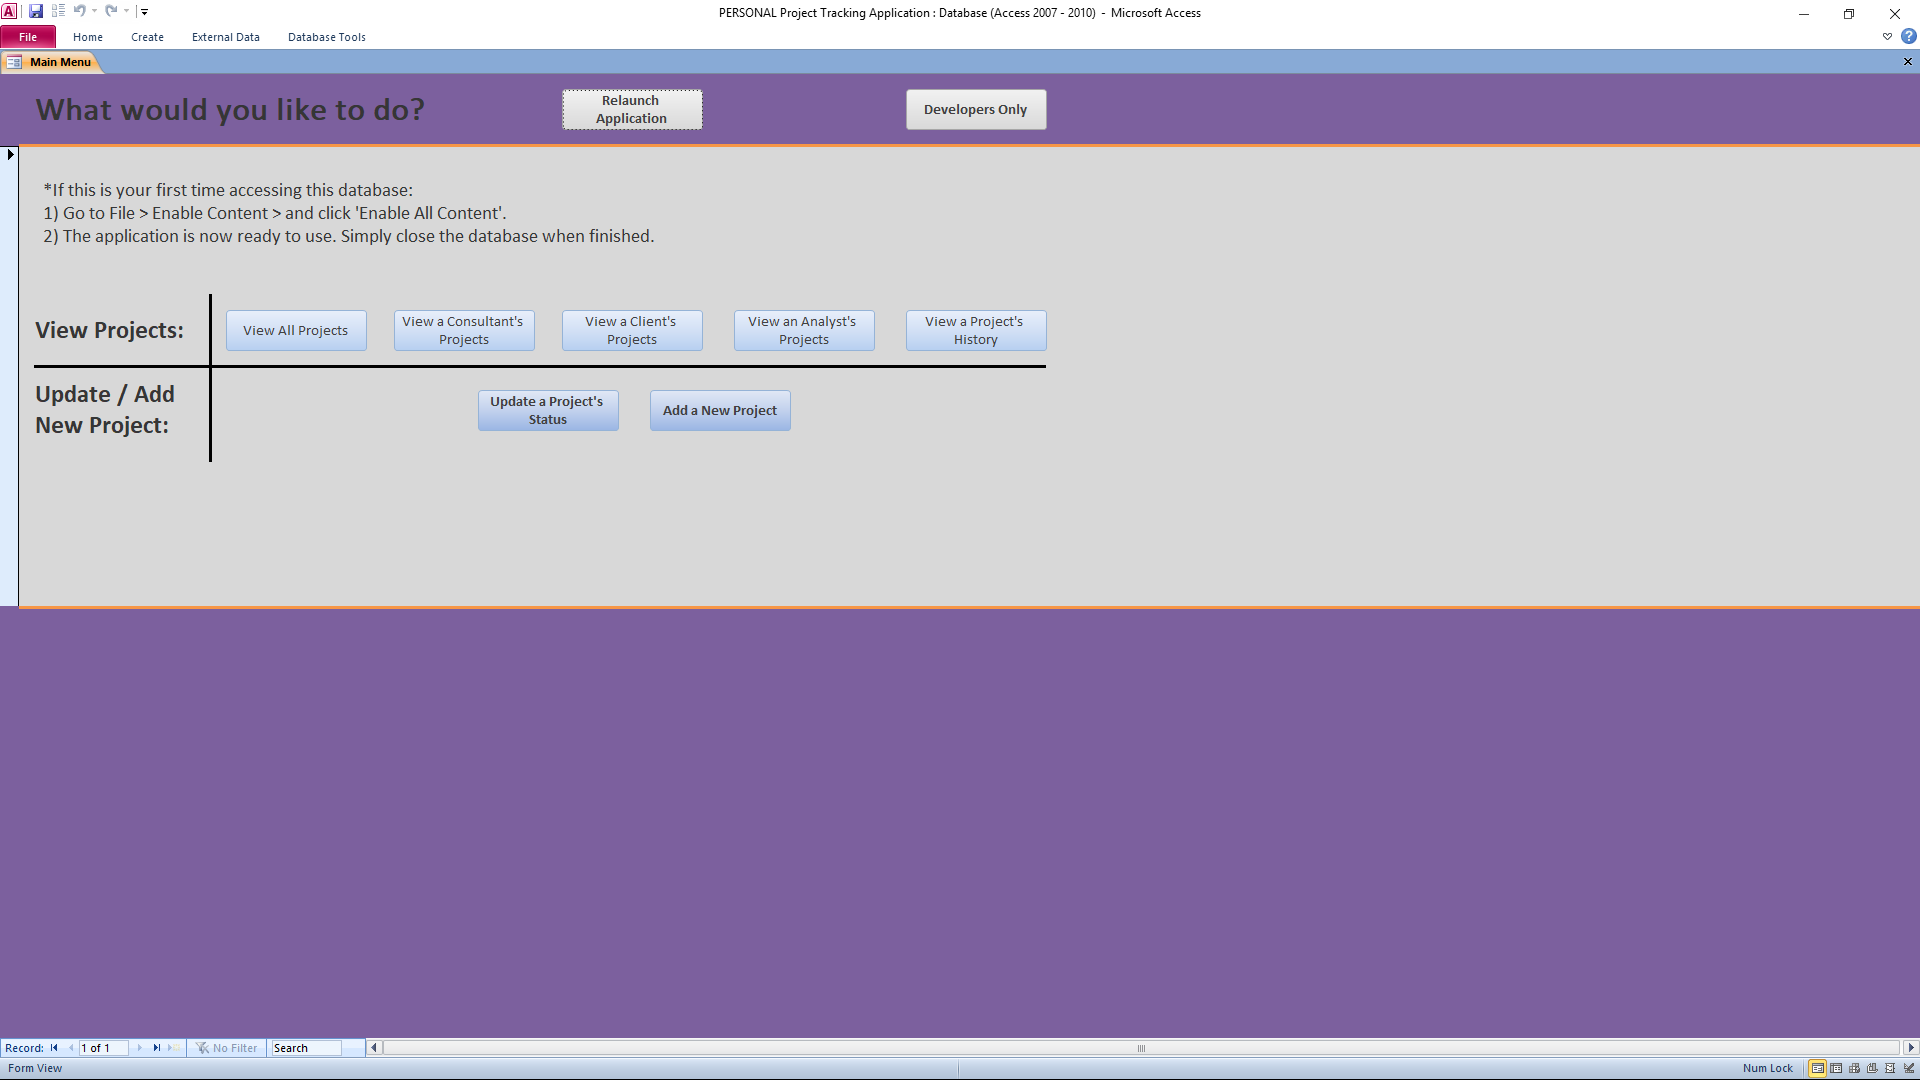 PERSONAL Project Tracking Application : Database (Access 2007 - 2010)  -  Microsoft Access
File Home Create External Data Database Tools
Main Menu
What would you like to do?
Relaunch
Application
Developers Only
*If this is your first time accessing this database:
1) Go to File > Enable Content > and click 'Enable All Content'.
2) The application is now ready to use. Simply close the database when finished.
View Projects:
View All Projects
View a Consultant's
Projects
View a Client's
Projects
View an Analyst's
Projects
View a Project's
History
Update / Add
New Project:
Update a Project's
Status
Add a New Project
Record: 1 of 1 No Filter Search
Form View Num Lock